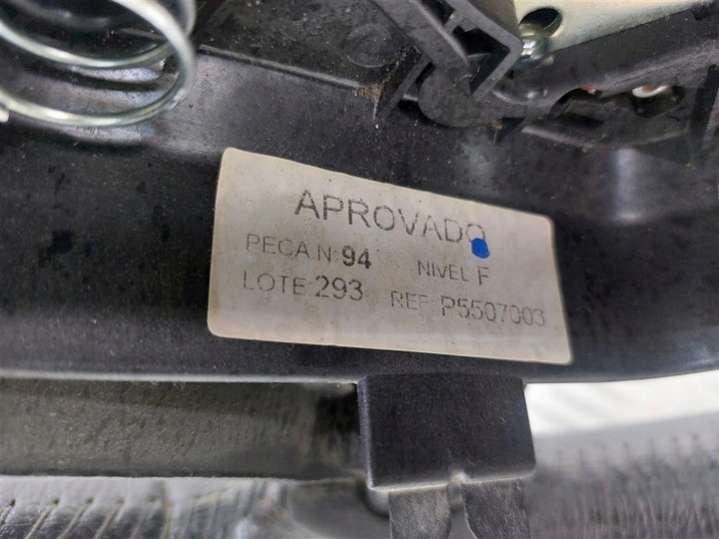 APROVADO
PECA.N: 94 NIVEL F
LOTE: 293 REF: P5507003